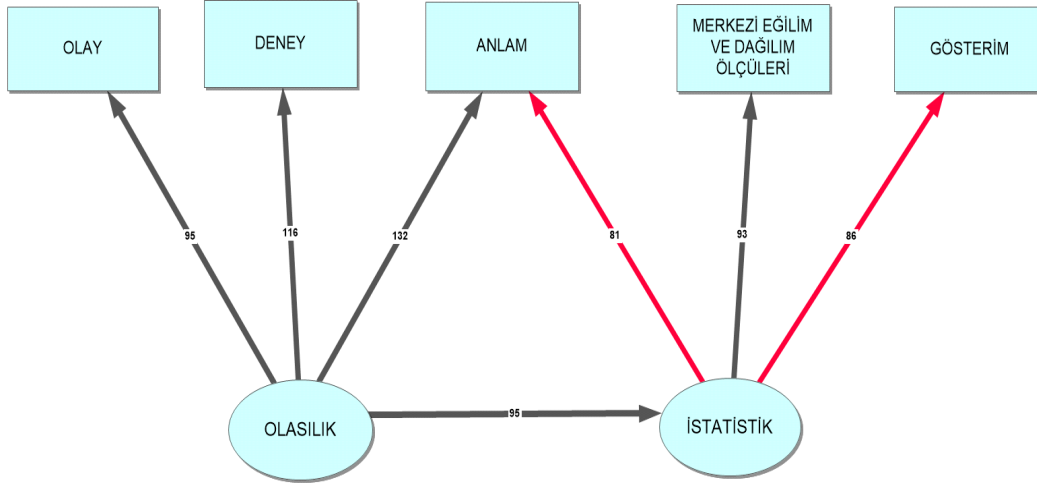 OLAY
DENEY
ANLAM
MERKEZİ EĞİLİM
VE DAĞILIM
ÖLÇÜLERİ
GÖSTERİM
95
116
132
81
93
86
OLASILIK
95
İSTATİSTİK